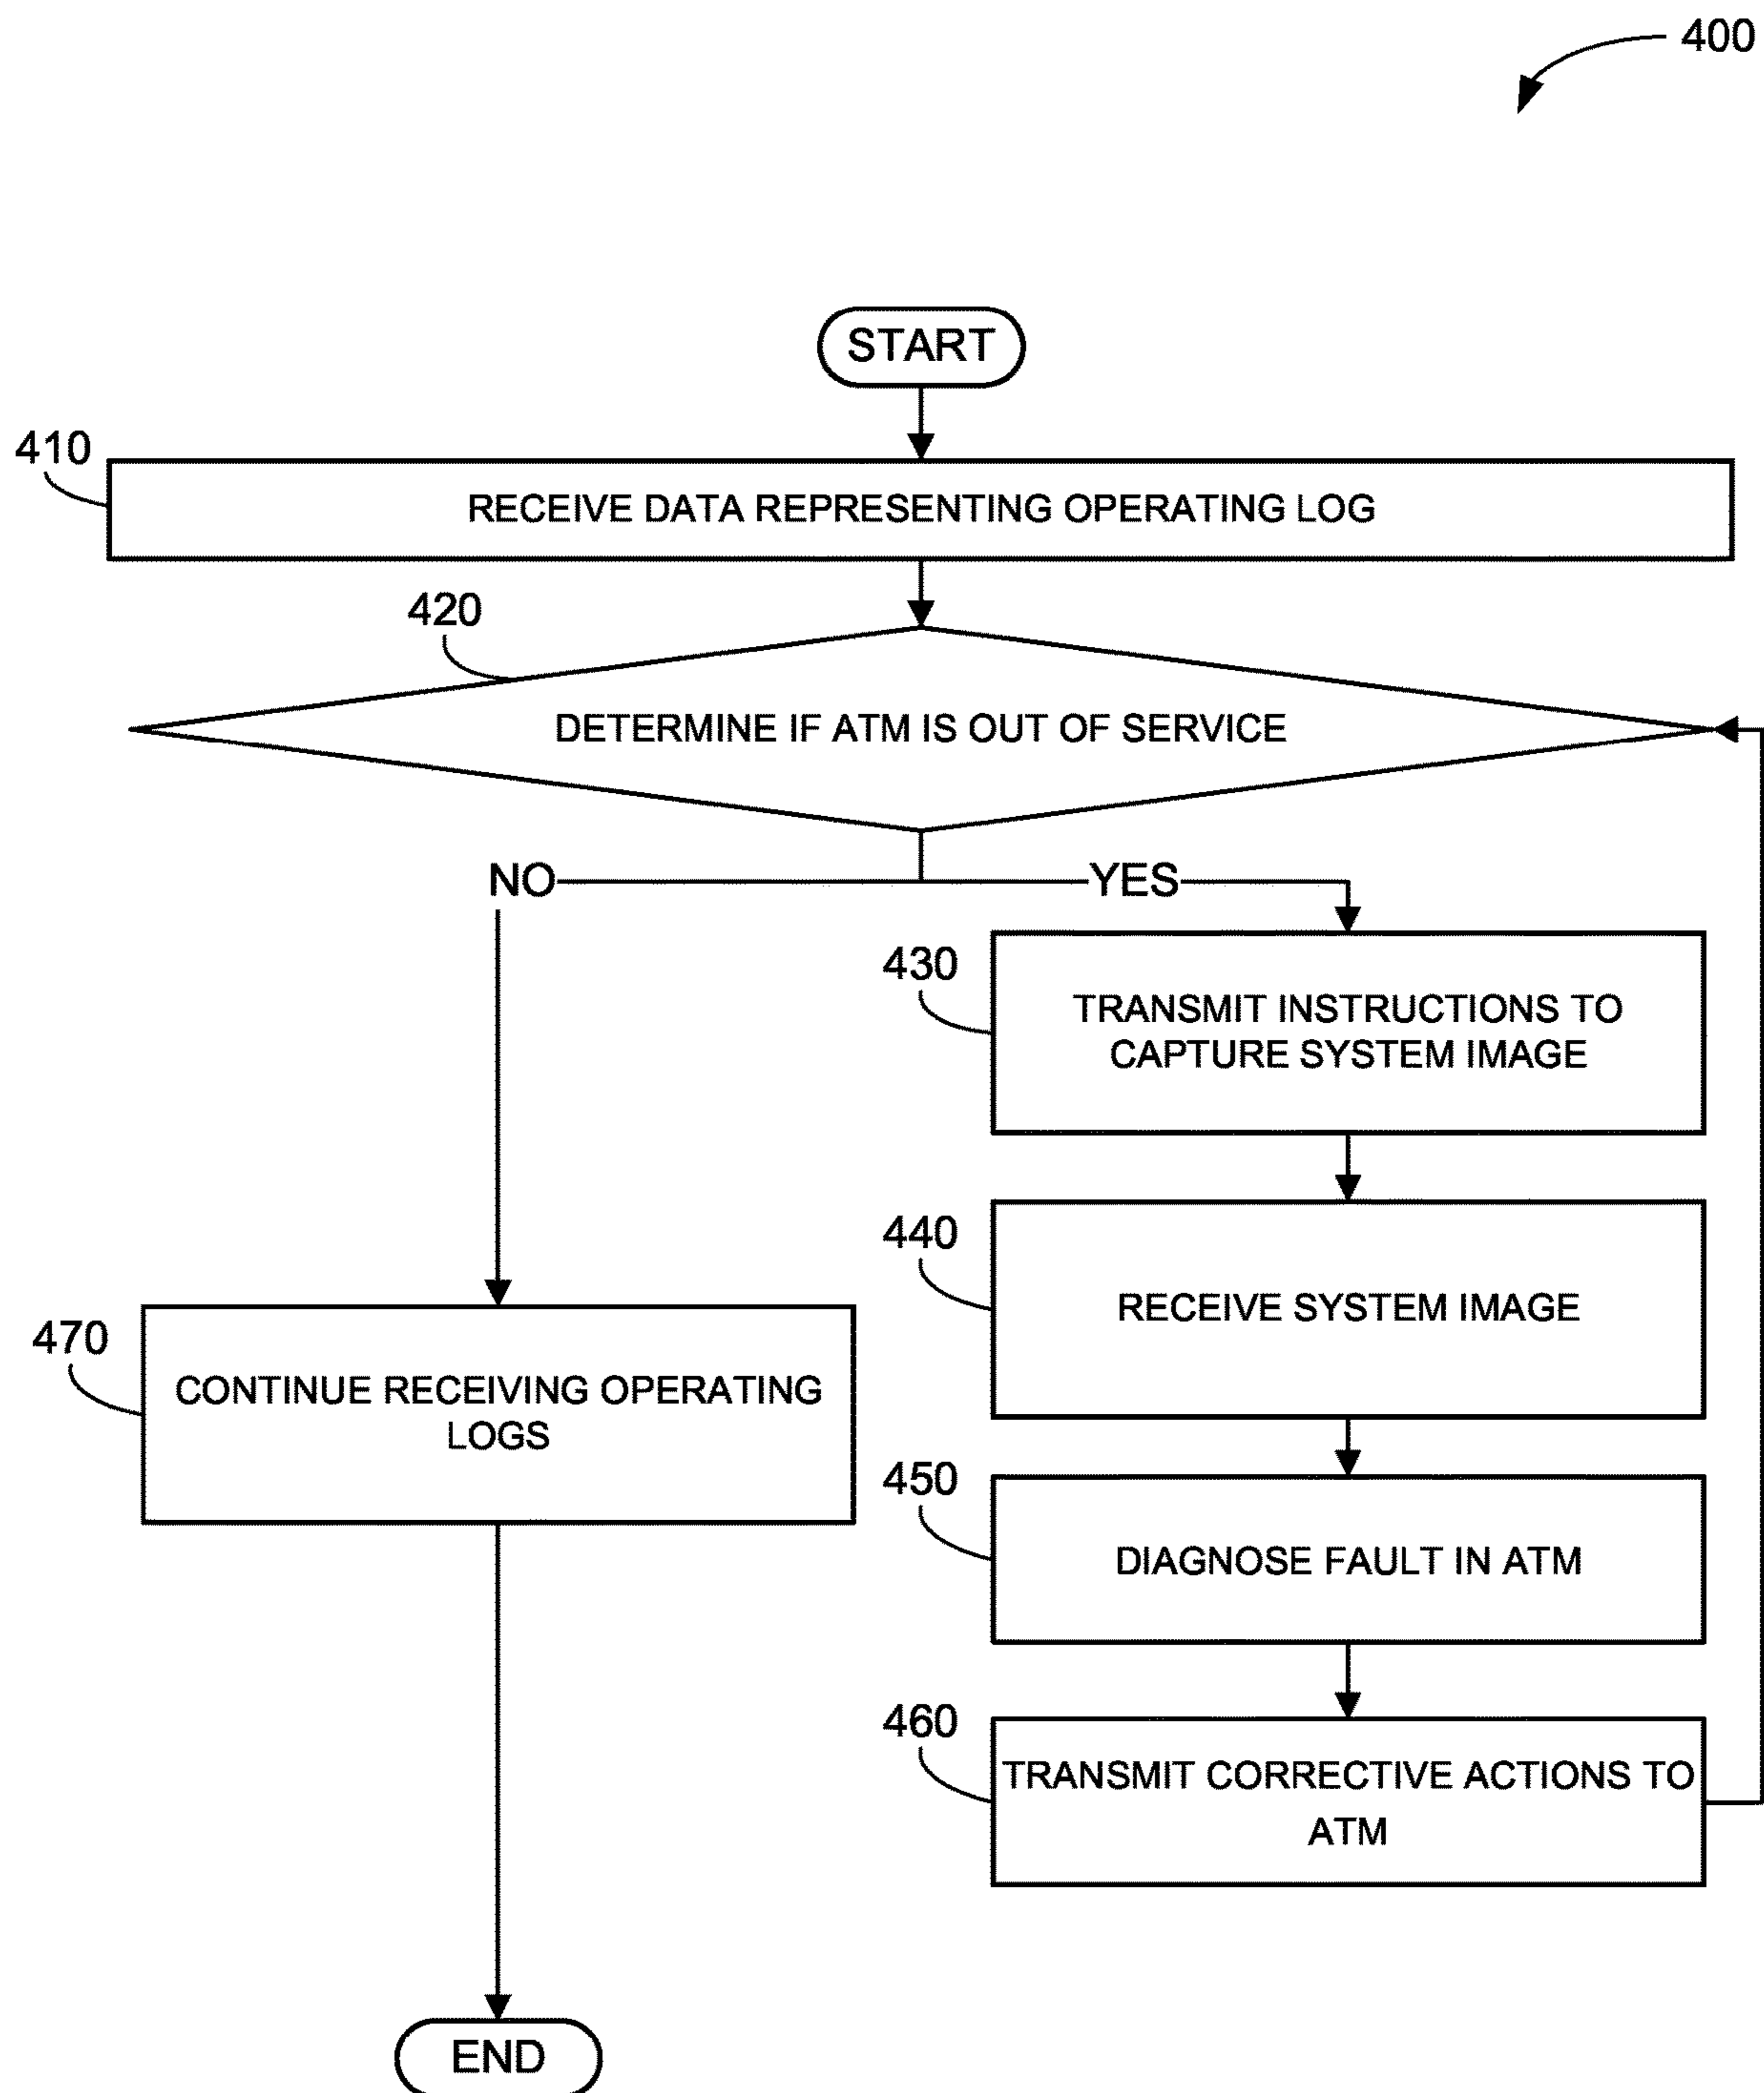 400
START
410
RECEIVE DATA REPRESENTING OPERATING LOG
420
DETERMINE IF ATM IS OUT OF SERVICE
NO
YES
430
TRANSMIT INSTRUCTIONS TO
CAPTURE SYSTEM IMAGE
440
RECEIVE SYSTEM IMAGE
470
CONTINUE RECEIVING OPERATING
LOGS
450
DIAGNOSE FAULT IN ATM
460
TRANSMIT CORRECTIVE ACTIONS TO
ATM
END